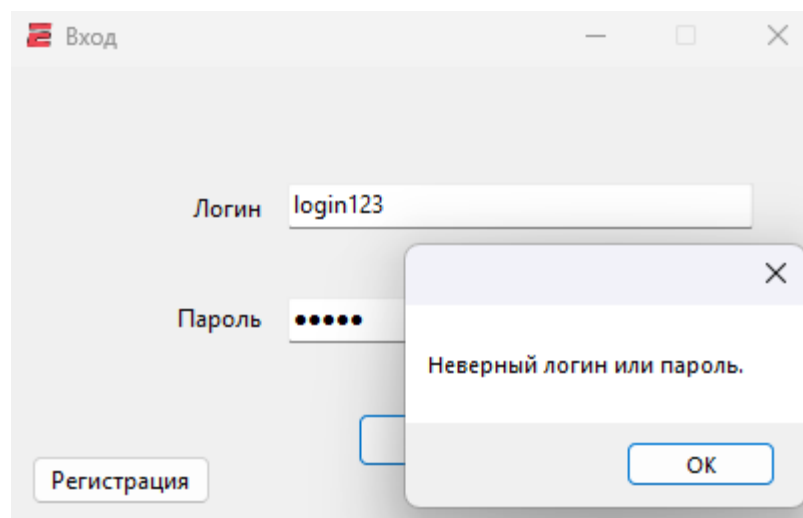 Вход
Логин
login123
Пароль
•••••
Неверный логин или пароль.
OK
Регистрация